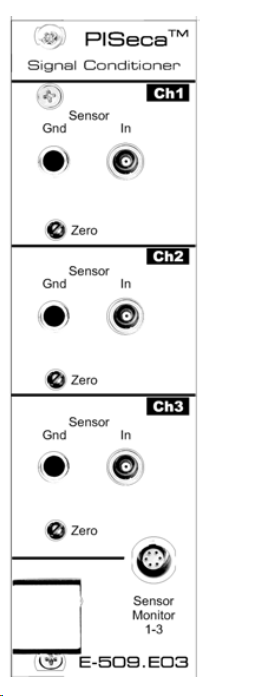 PISeca™
Signal Conditioner
Ch1
Sensor
Gnd In
Zero
Ch2
Sensor
Gnd In
Zero
Ch3
Sensor
Gnd In
Zero
Sensor
Monitor
1-3
E-509.E03